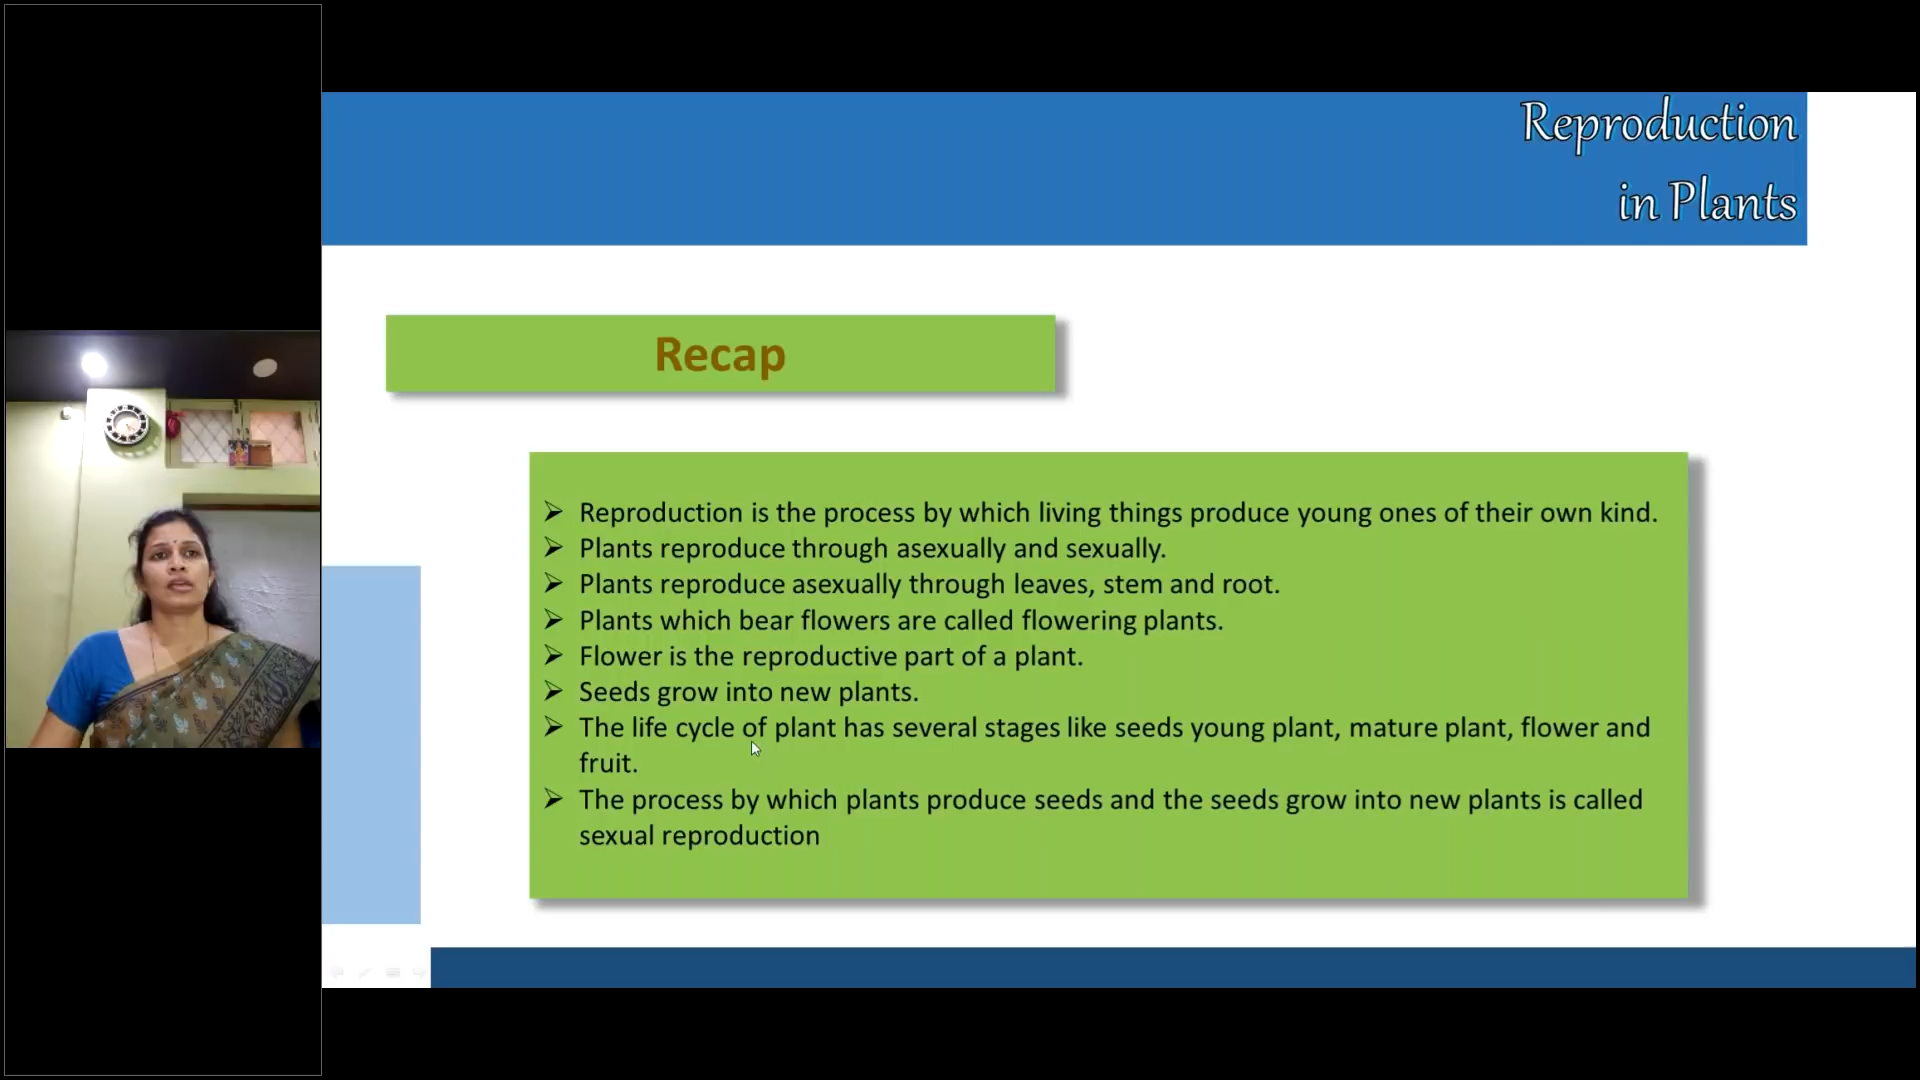 Reproduction
in Plants
Recap
➢ Reproduction is the process by which living things produce young ones of their own kind.
➢ Plants reproduce through asexually and sexually.
➢ Plants reproduce asexually through leaves, stem and root.
➢ Plants which bear flowers are called flowering plants.
➢ Flower is the reproductive part of a plant.
➢ Seeds grow into new plants.
➢ The life cycle of plant has several stages like seeds young plant, mature plant, flower and
fruit.
➢ The process by which plants produce seeds and the seeds grow into new plants is called
sexual reproduction